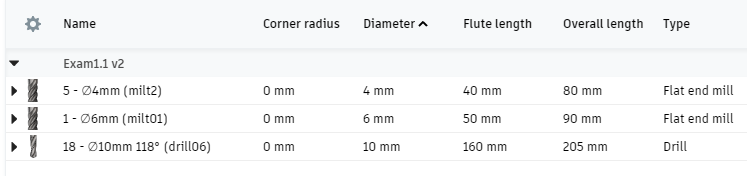 Name Corner radius Diameter Flute length Overall length Type
Exam1.1 v2
5 - ∅4mm (milt2) 0 mm 4 mm 40 mm 80 mm Flat end mill
1 - ∅6mm (milt01) 0 mm 6 mm 50 mm 90 mm Flat end mill
18 - ∅10mm 118° (drill06) 0 mm 10 mm 160 mm 205 mm Drill